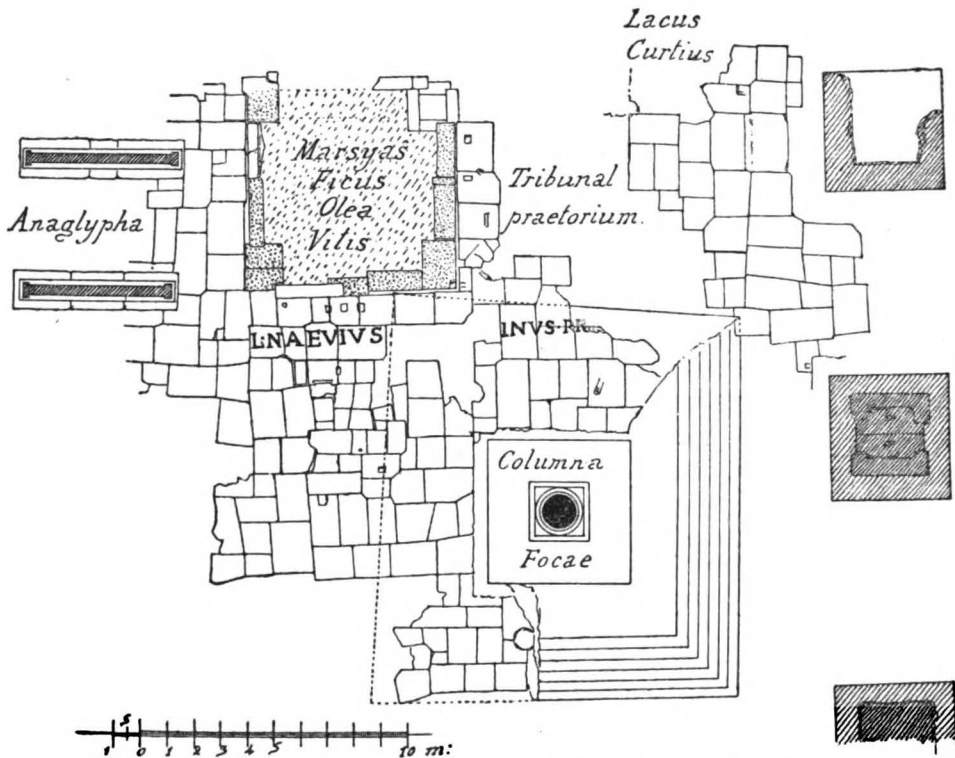 Lacus
Curtius
Marsyas
Ficus
Olea
Vitis
Tribunal
praetorium.
Anaglypha
L·NAEVIVS
INVS·PR
Columna
Focae
1 5 0 1 2 3 4 5 10 m: